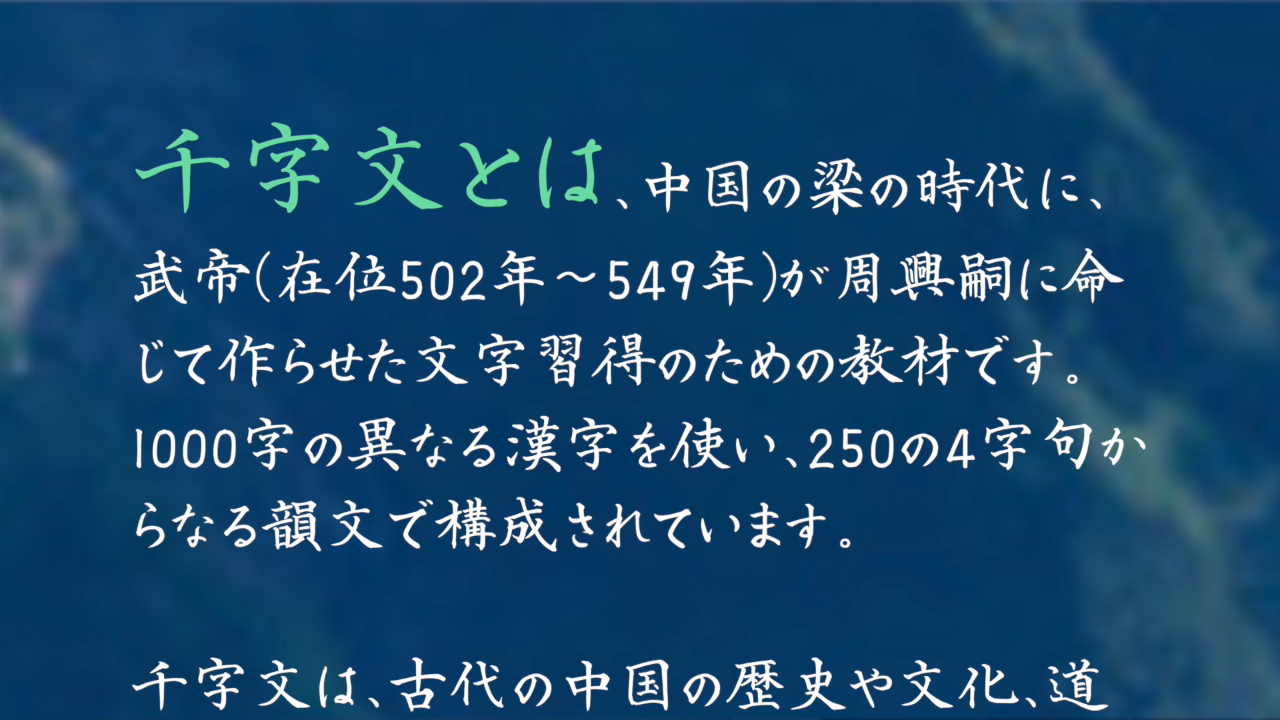 千字文とは、中国の梁の時代に、
武帝(在位502年～549年)が周興嗣に命
じて作らせた文字習得のための教材です。
1000字の異なる漢字を使い、250の4字句か
らなる韻文で構成されています。
千字文は、古代の中国の歴史や文化、道